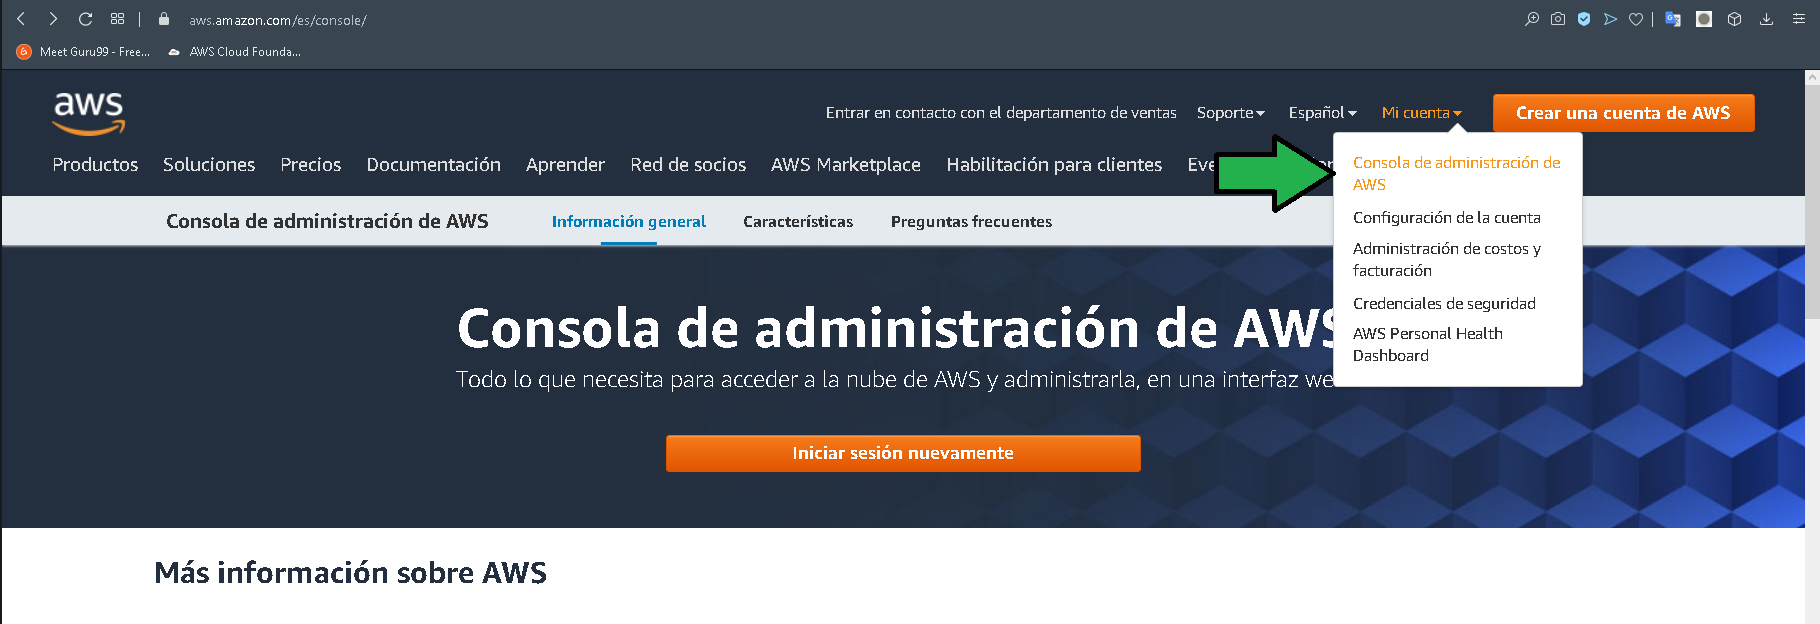 aws.amazon.com/es/console/
Meet Guru99 - Free... AWS Cloud Founda...
aws
Entrar en contacto con el departamento de ventas Soporte Español Mi cuenta Crear una cuenta de AWS
Productos Soluciones Precios Documentación Aprender Red de socios AWS Marketplace Habilitación para clientes
Consola de administración de
AWS
Configuración de la cuenta
Administración de costos y
facturación
Credenciales de seguridad
AWS Personal Health
Dashboard
Consola de administración de AWS Información general Características Preguntas frecuentes
Consola de administración de AWS
Todo lo que necesita para acceder a la nube de AWS y administrarla, en una interfaz we
Iniciar sesión nuevamente
Más información sobre AWS